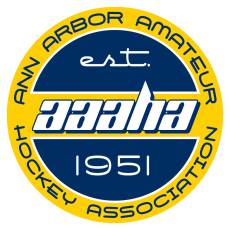 ANN ARBOR AMATEUR
est.
aaaha
1951
HOCKEY ASSOCIATION